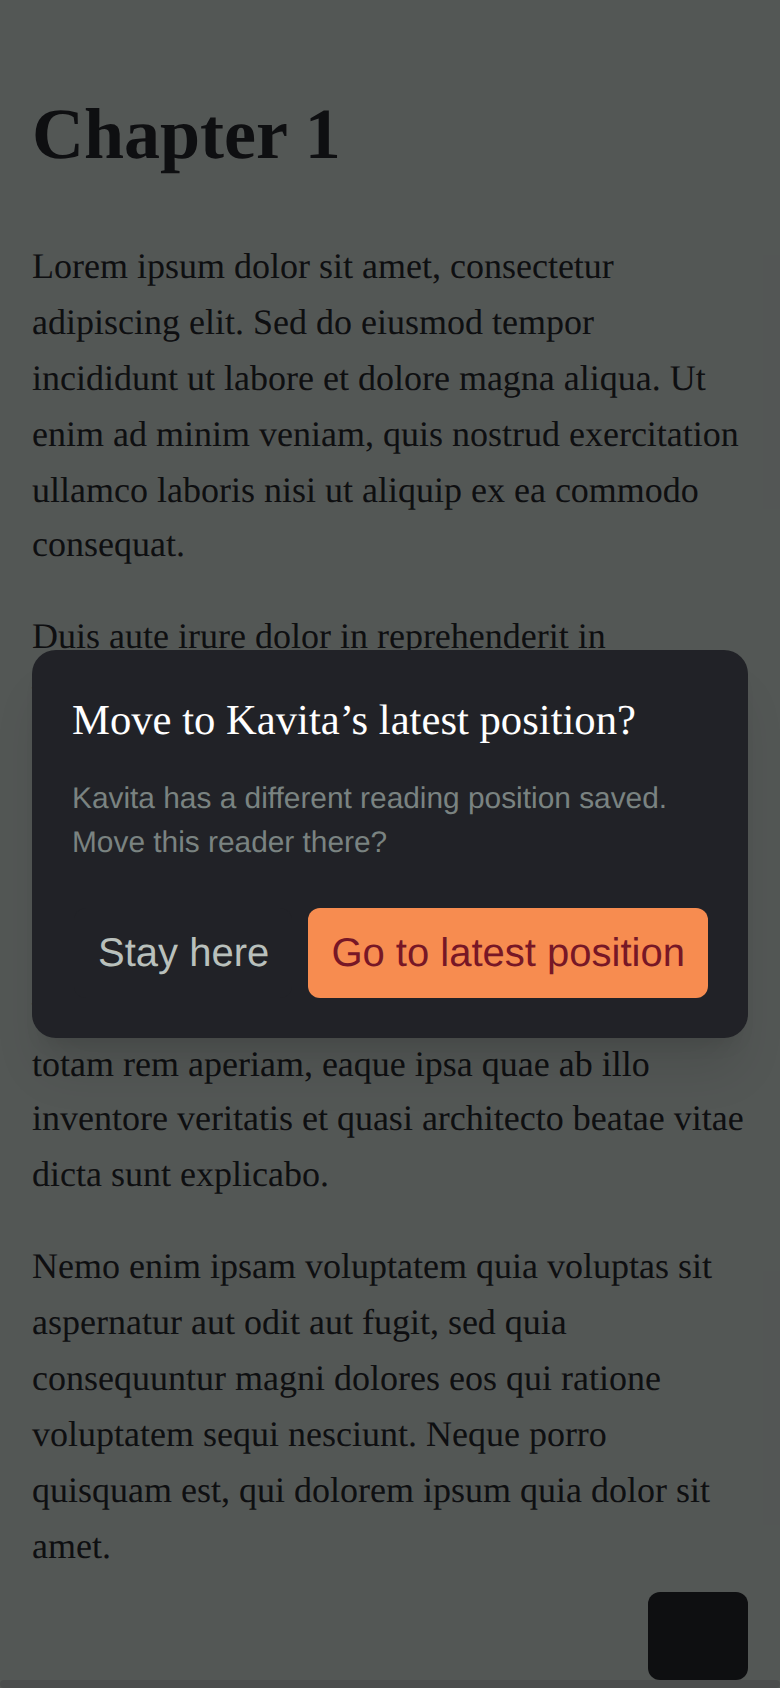 Chapter 1
Lorem ipsum dolor sit amet, consectetur
adipiscing elit. Sed do eiusmod tempor
incididunt ut labore et dolore magna aliqua. Ut
enim ad minim veniam, quis nostrud exercitation
ullamco laboris nisi ut aliquip ex ea commodo
consequat.
Duis aute irure dolor in reprehenderit in
Move to Kavita’s latest position?
Kavita has a different reading position saved.
Move this reader there?
Stay here
Go to latest position
totam rem aperiam, eaque ipsa quae ab illo
inventore veritatis et quasi architecto beatae vitae
dicta sunt explicabo.
Nemo enim ipsam voluptatem quia voluptas sit
aspernatur aut odit aut fugit, sed quia
consequuntur magni dolores eos qui ratione
voluptatem sequi nesciunt. Neque porro
quisquam est, qui dolorem ipsum quia dolor sit
amet.